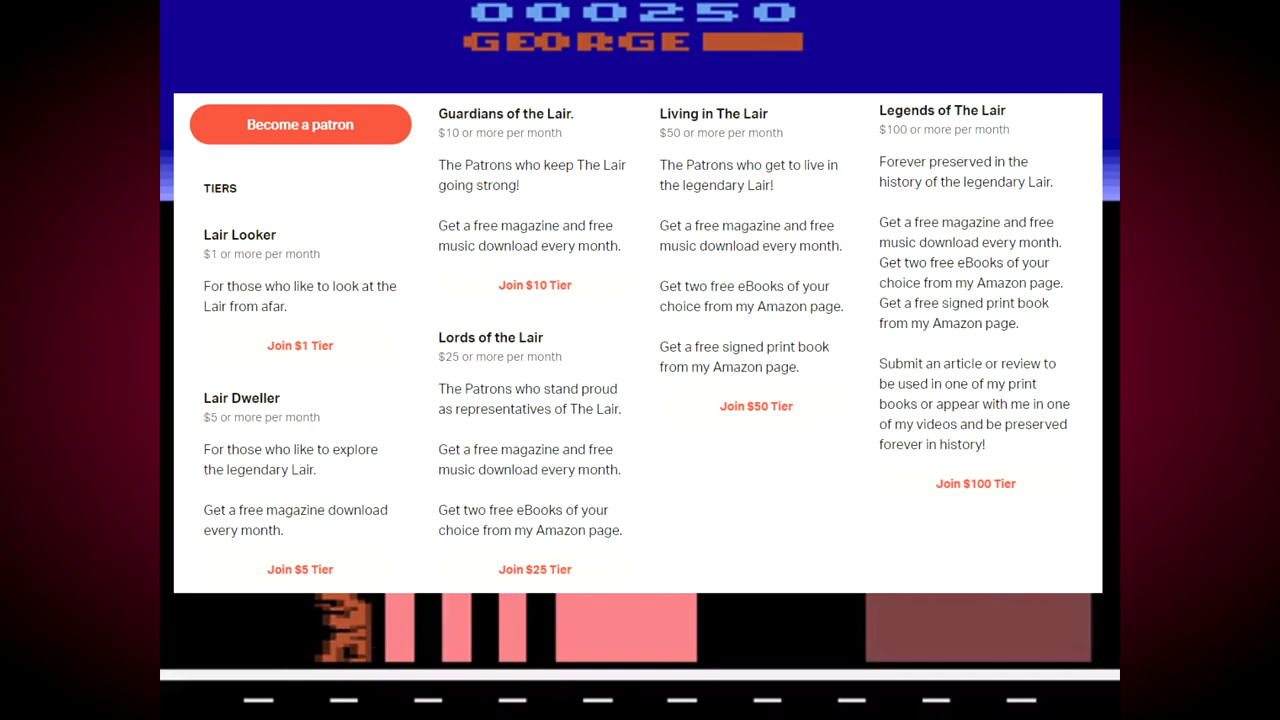 000250
GEORGE
Become a patron
TIERS
Lair Looker
$1 or more per month
For those who like to look at the
Lair from afar.
Join $1 Tier
Lair Dweller
$5 or more per month
For those who like to explore
the legendary Lair.
Get a free magazine download
every month.
Join $5 Tier
Guardians of the Lair.
$10 or more per month
The Patrons who keep The Lair
going strong!
Get a free magazine and free
music download every month.
Join $10 Tier
Lords of the Lair
$25 or more per month
The Patrons who stand proud
as representatives of The Lair.
Get a free magazine and free
music download every month.
Get two free eBooks of your
choice from my Amazon page.
Join $25 Tier
Living in The Lair
$50 or more per month
The Patrons who get to live in
the legendary Lair!
Get a free magazine and free
music download every month.
Get two free eBooks of your
choice from my Amazon page.
Get a free signed print book
from my Amazon page.
Join $50 Tier
Legends of The Lair
$100 or more per month
Forever preserved in the
history of the legendary Lair.
Get a free magazine and free
music download every month.
Get two free eBooks of your
choice from my Amazon page.
Get a free signed print book
from my Amazon page.
Submit an article or review to
be used in one of my print
books or appear with me in one
of my videos and be preserved
forever in history!
Join $100 Tier